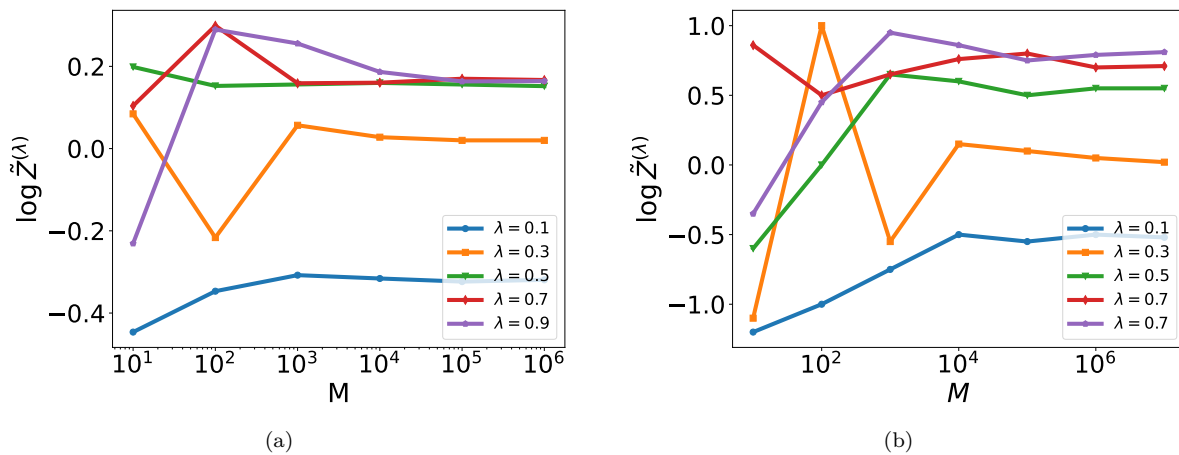 0.2
0.0
−0.2
−0.4
log Z̃^(λ)
10^1
10^2
10^3
10^4
10^5
10^6
M
λ = 0.1
λ = 0.3
λ = 0.5
λ = 0.7
λ = 0.9
(a)
1.0
0.5
0.0
−0.5
−1.0
log Z̃^(λ)
10^2
10^4
10^6
M
λ = 0.1
λ = 0.3
λ = 0.5
λ = 0.7
λ = 0.7
(b)